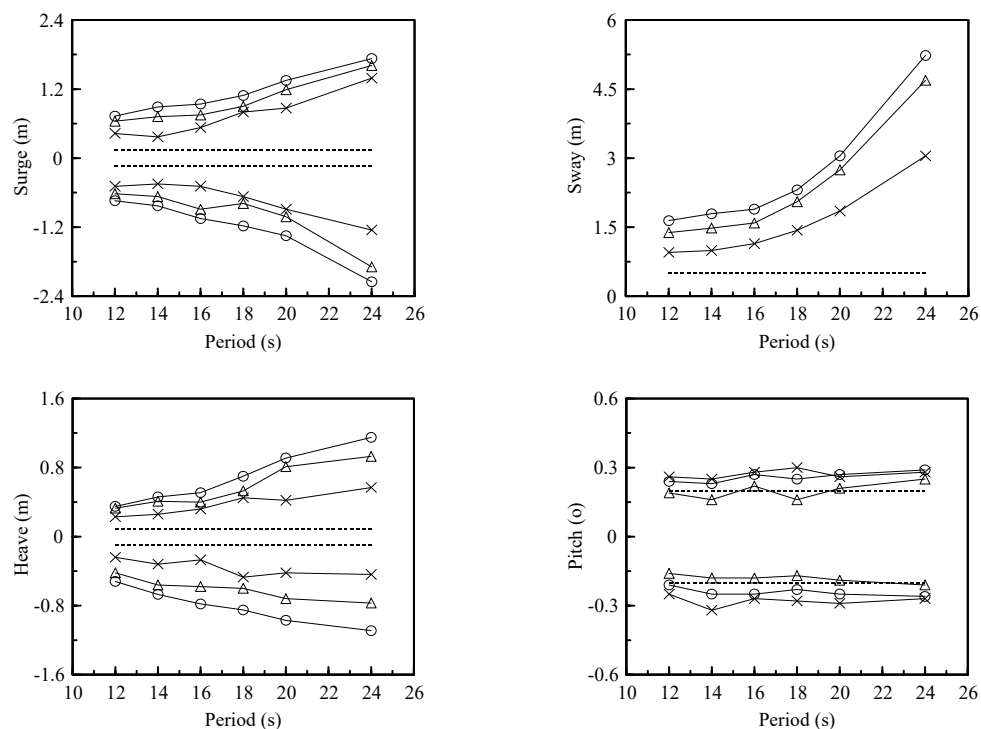 2.4
1.2
0
-1.2
-2.4
Surge (m)
10 12 14 16 18 20 22 24 26
Period (s)
6
4.5
3
1.5
0
Sway (m)
10 12 14 16 18 20 22 24 26
Period (s)
1.6
0.8
0
-0.8
-1.6
Heave (m)
10 12 14 16 18 20 22 24 26
Period (s)
0.6
0.3
0
-0.3
-0.6
Pitch (o)
10 12 14 16 18 20 22 24 26
Period (s)